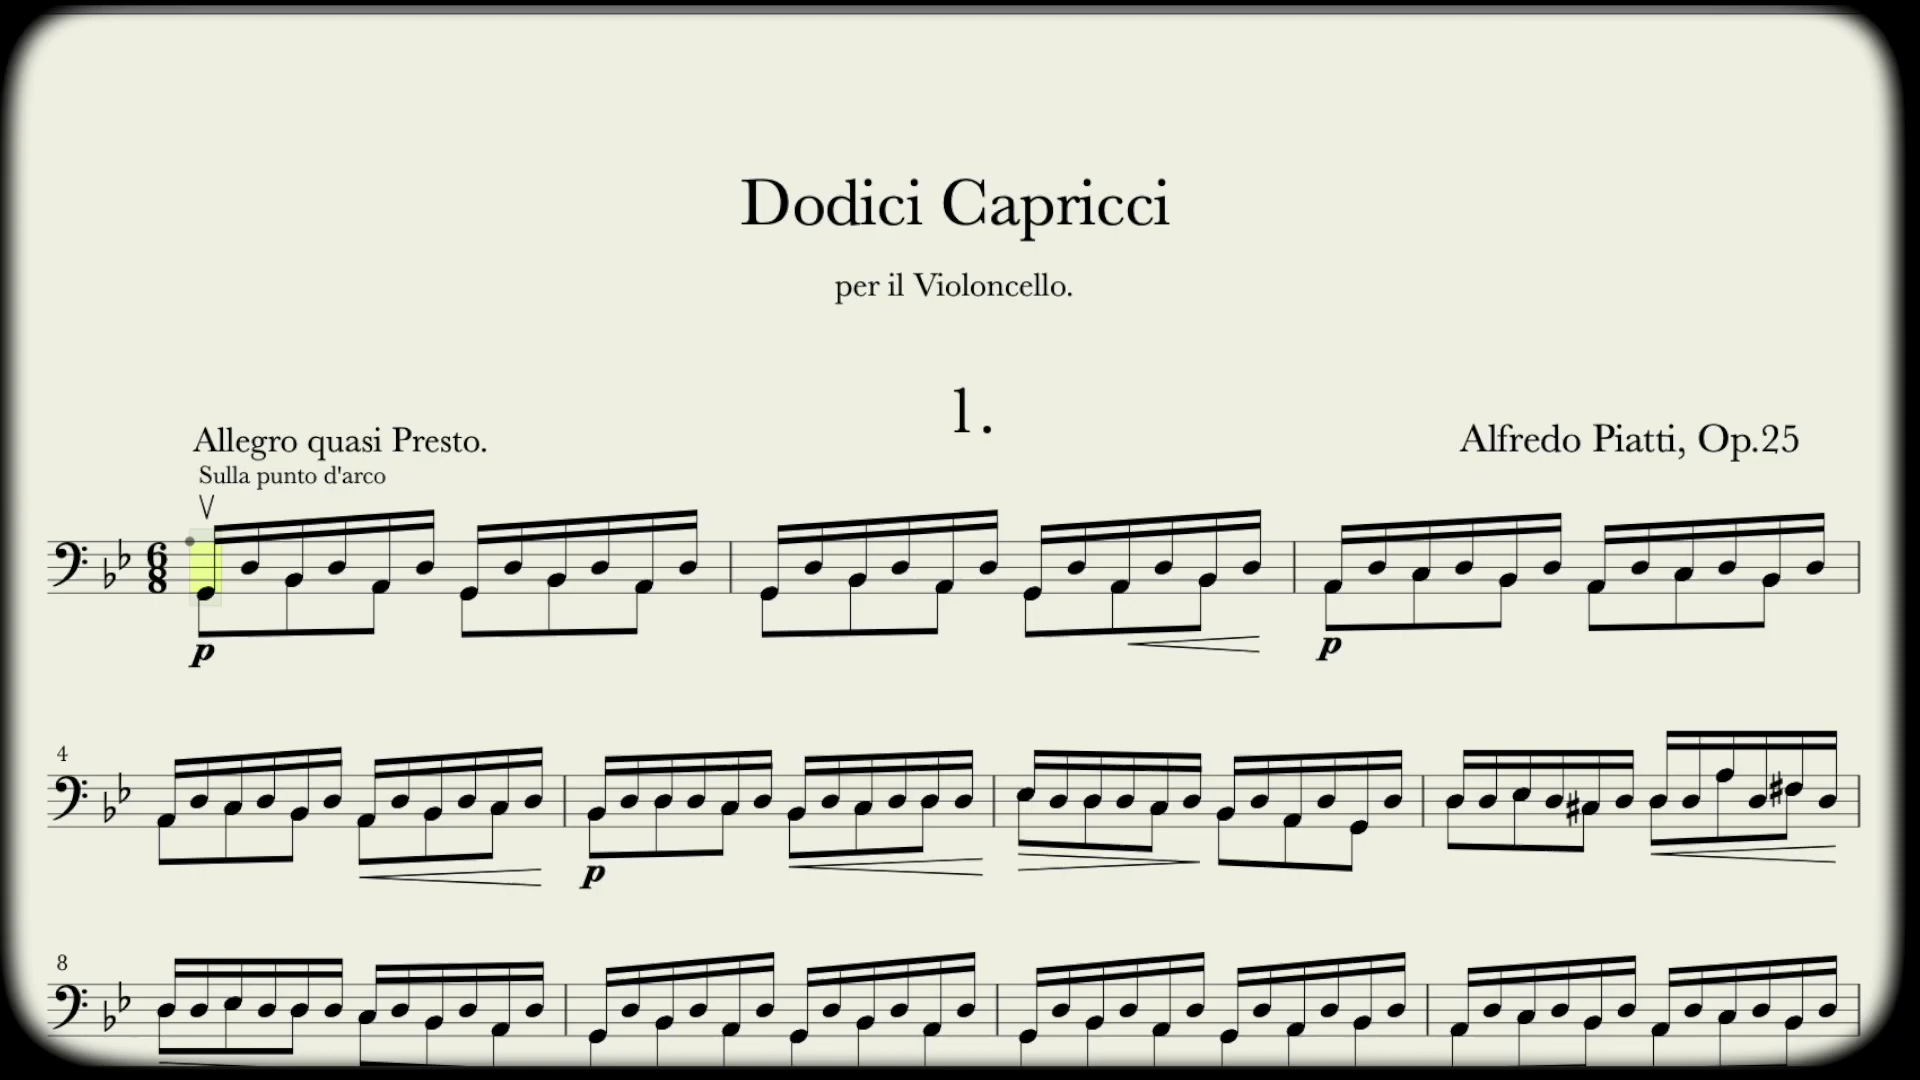 Dodici Capricci
per il Violoncello.
1.
Allegro quasi Presto.
Alfredo Piatti, Op.25
Sulla punto d'arco
6
8
p
p
4
p
8